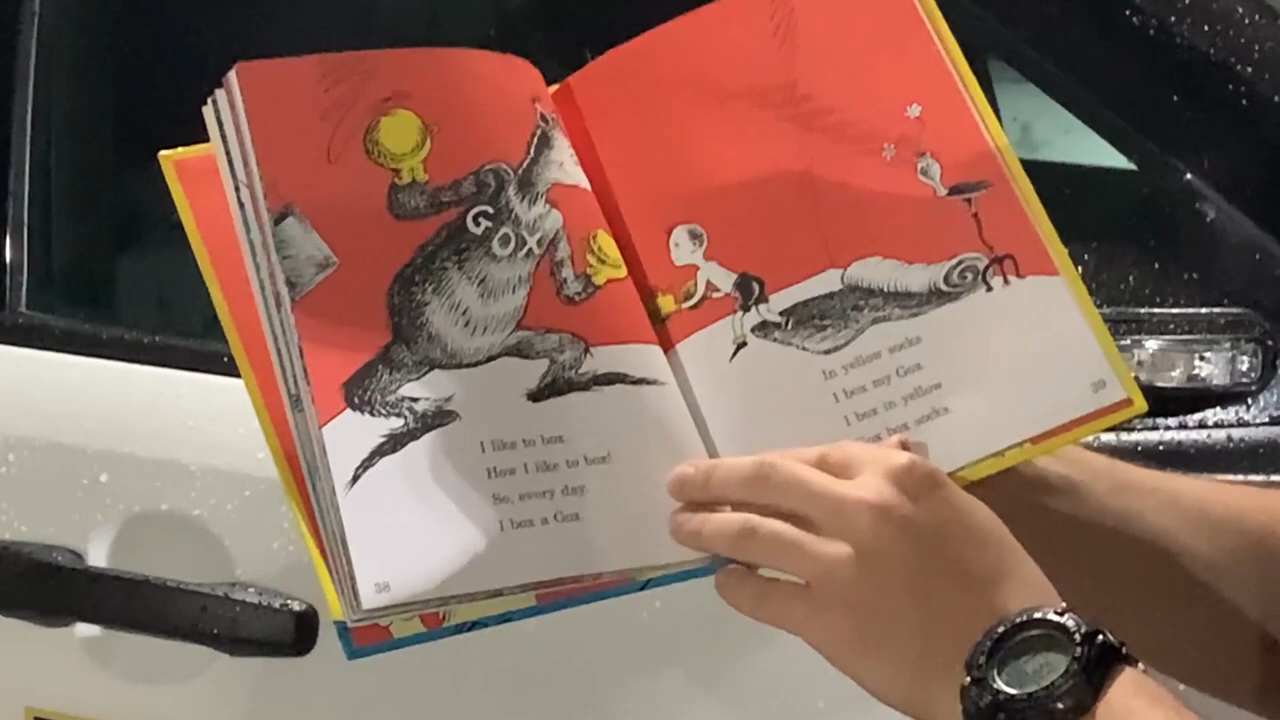 GOX
I like to box.
How I like to box!
So, every day,
I box a Gox.
38
In yellow socks
I box my Gox.
I box in yellow
Gox box socks.
39